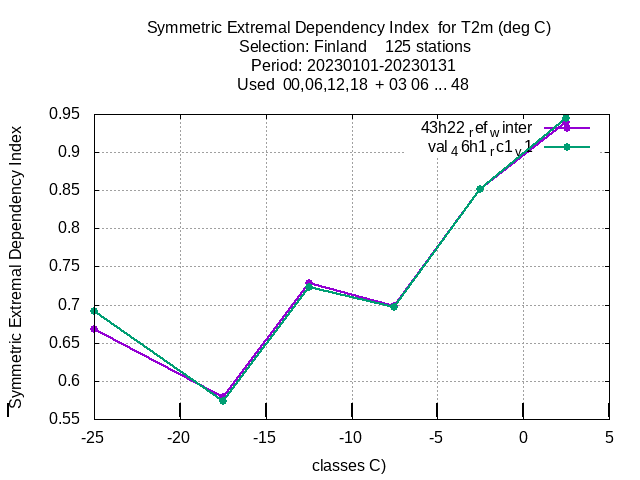 Symmetric Extremal Dependency Index for T2m (deg C)
Selection: Finland 125 stations
Period: 20230101-20230131
Used 00,06,12,18 + 03 06 ... 48
43h22 ref winter
val 4 6h1 r c1 v 1
0.95
0.9
0.85
0.8
0.75
0.7
0.65
0.6
0.55
Symmetric Extremal Dependency Index
-25 -20 -15 -10 -5 0 5
classes C)